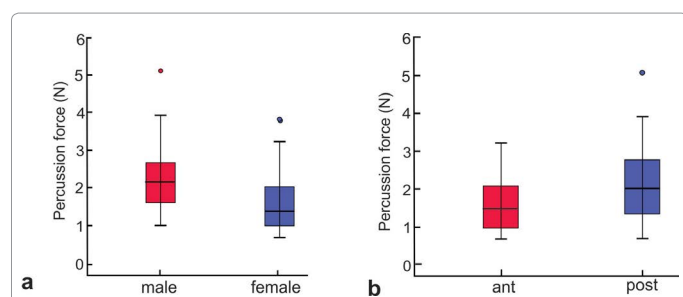 6
5
4
3
2
1
0
Percussion force (N)
male
female
a
6
5
4
3
2
1
0
Percussion force (N)
ant
post
b